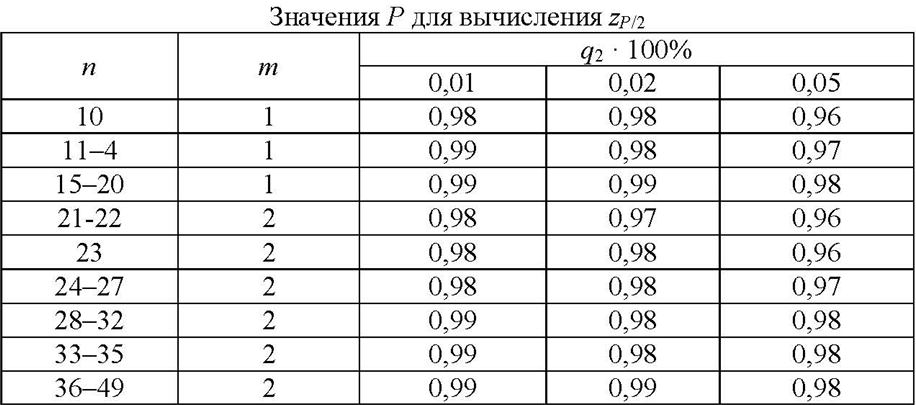 Значения P для вычисления zP/2
n m q2 · 100%
0,01 0,02 0,05
10 1 0,98 0,98 0,96
11–4 1 0,99 0,98 0,97
15–20 1 0,99 0,99 0,98
21-22 2 0,98 0,97 0,96
23 2 0,98 0,98 0,96
24–27 2 0,98 0,98 0,97
28–32 2 0,99 0,98 0,98
33–35 2 0,99 0,98 0,98
36–49 2 0,99 0,99 0,98